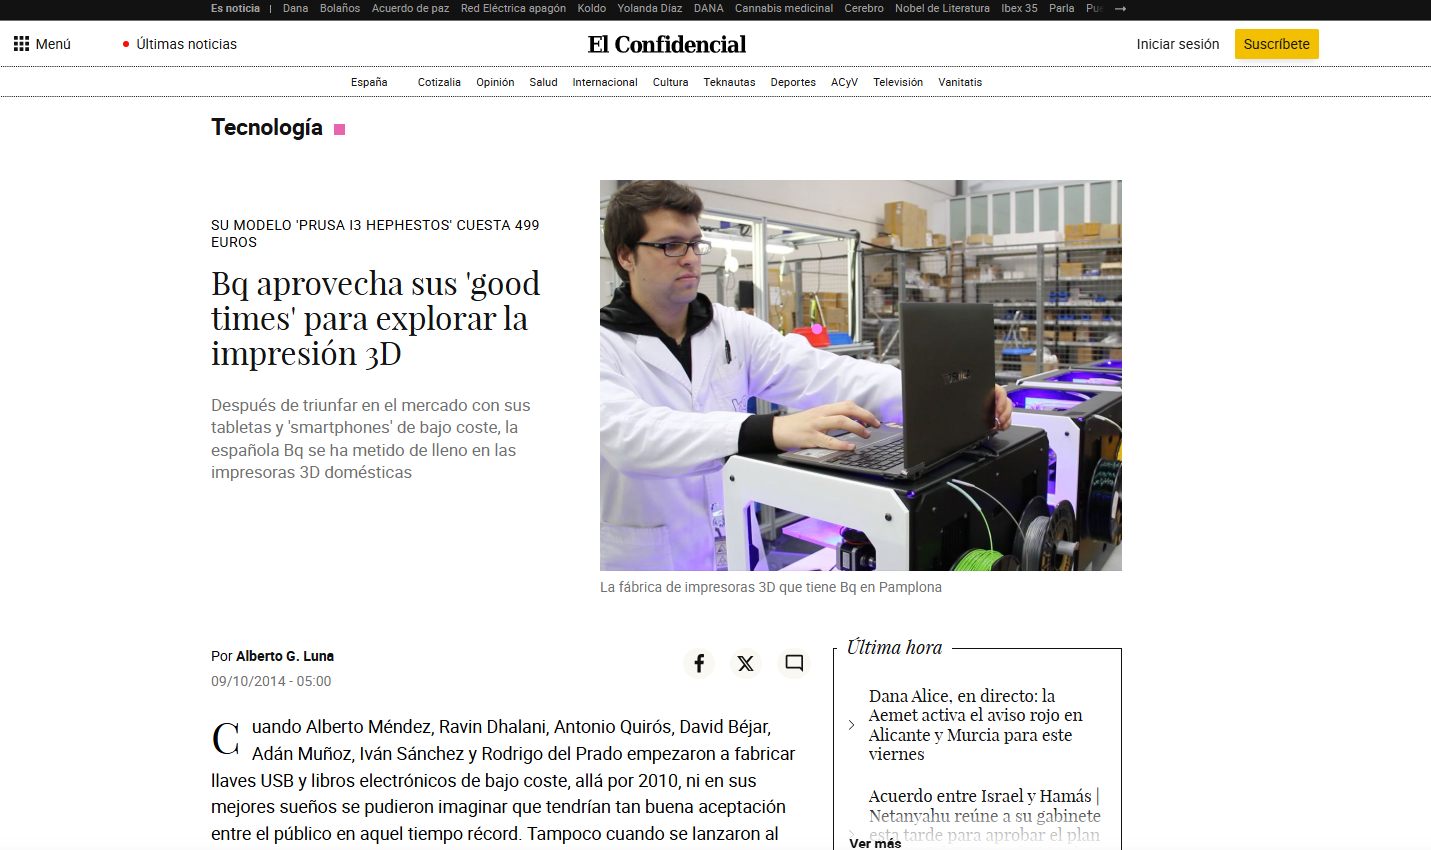 Es noticia | Dana Bolaños Acuerdo de paz Red Eléctrica apagón Koldo Yolanda Díaz DANA Cannabis medicinal Cerebro Nobel de Literatura Ibex 35 Parla
Menú
Últimas noticias
El Confidencial
Iniciar sesión
Suscríbete
España Cotizalia Opinión Salud Internacional Cultura Teknautas Deportes ACyV Televisión Vanitatis
Tecnología
SU MODELO 'PRUSA I3 HEPHESTOS' CUESTA 499
EUROS
Bq aprovecha sus 'good
times' para explorar la
impresión 3D
Después de triunfar en el mercado con sus
tabletas y 'smartphones' de bajo coste, la
española Bq se ha metido de lleno en las
impresoras 3D domésticas
La fábrica de impresoras 3D que tiene Bq en Pamplona
Por Alberto G. Luna
09/10/2014 - 05:00
Cuando Alberto Méndez, Ravin Dhalani, Antonio Quirós, David Béjar,
Adán Muñoz, Iván Sánchez y Rodrigo del Prado empezaron a fabricar
llaves USB y libros electrónicos de bajo coste, allá por 2010, ni en sus
mejores sueños se pudieron imaginar que tendrían tan buena aceptación
entre el público en aquel tiempo récord. Tampoco cuando se lanzaron al
Última hora
Dana Alice, en directo: la
Aemet activa el aviso rojo en
Alicante y Murcia para este
viernes
Acuerdo entre Israel y Hamás |
Netanyahu reúne a su gabinete
esta tarde para aprobar el plan
Ver más